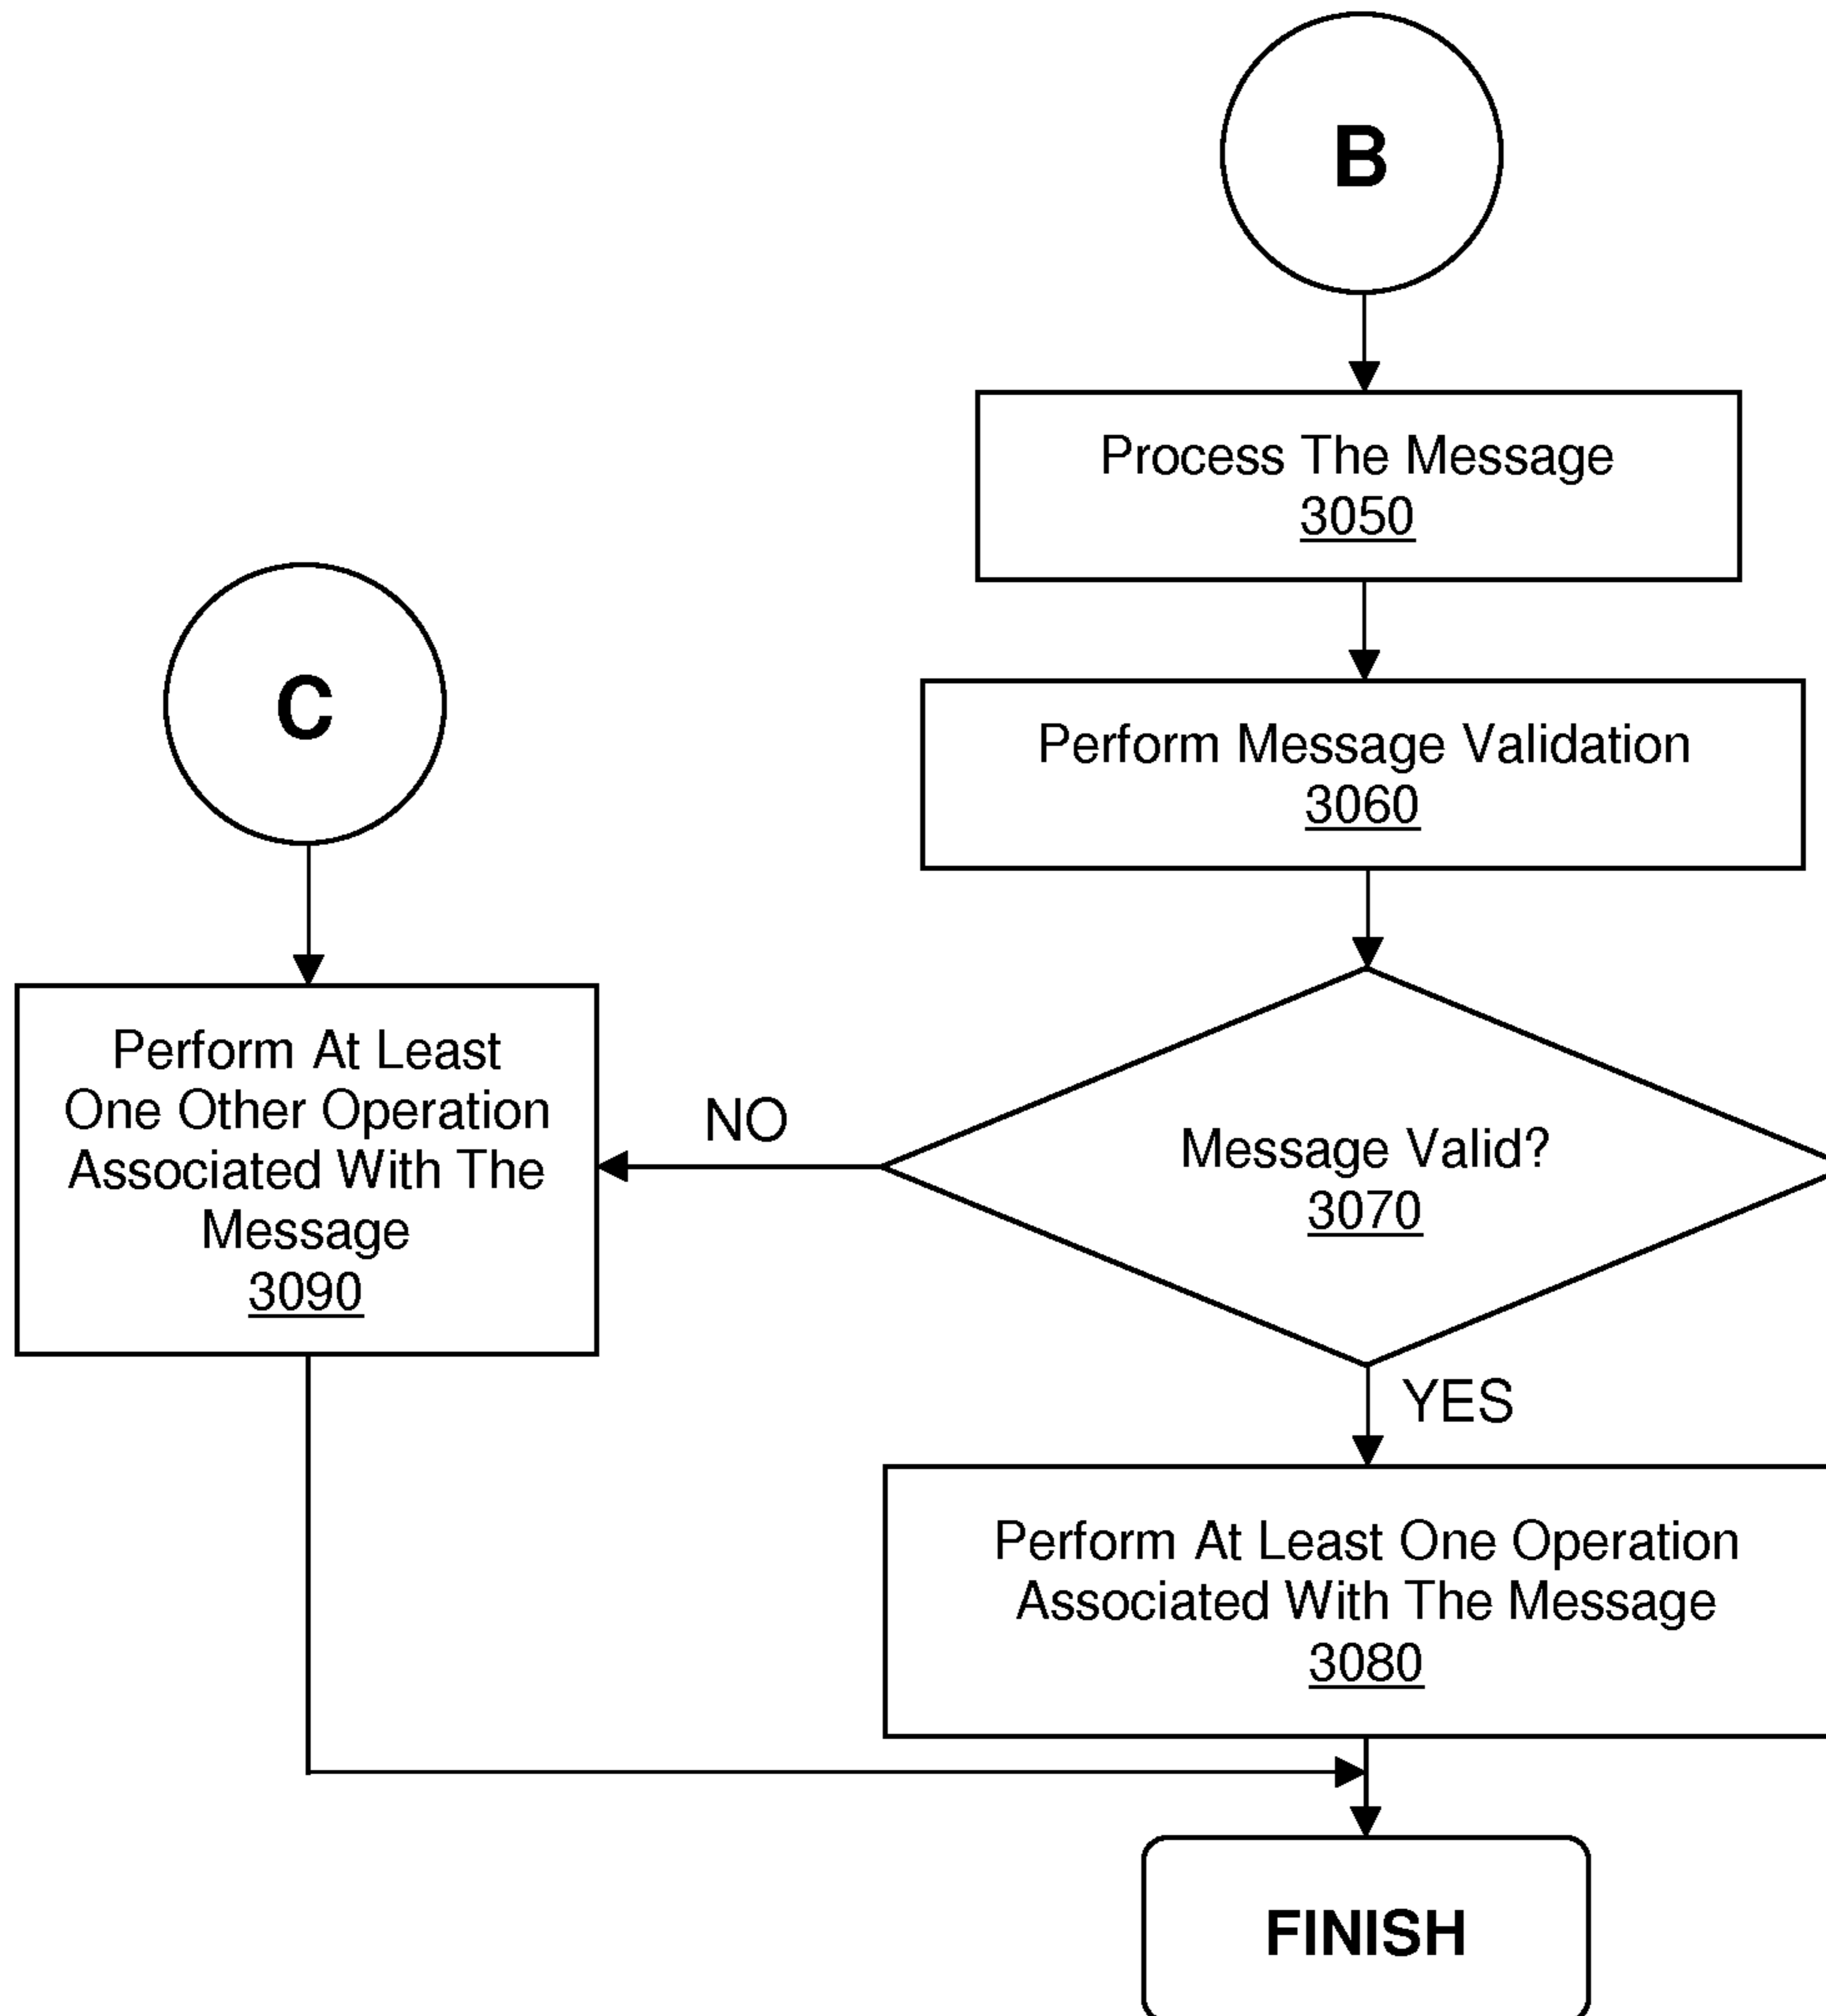 B
Process The Message
3050
C
Perform Message Validation
3060
Perform At Least
One Other Operation
Associated With The
Message
3090
NO
Message Valid?
3070
YES
Perform At Least One Operation
Associated With The Message
3080
FINISH